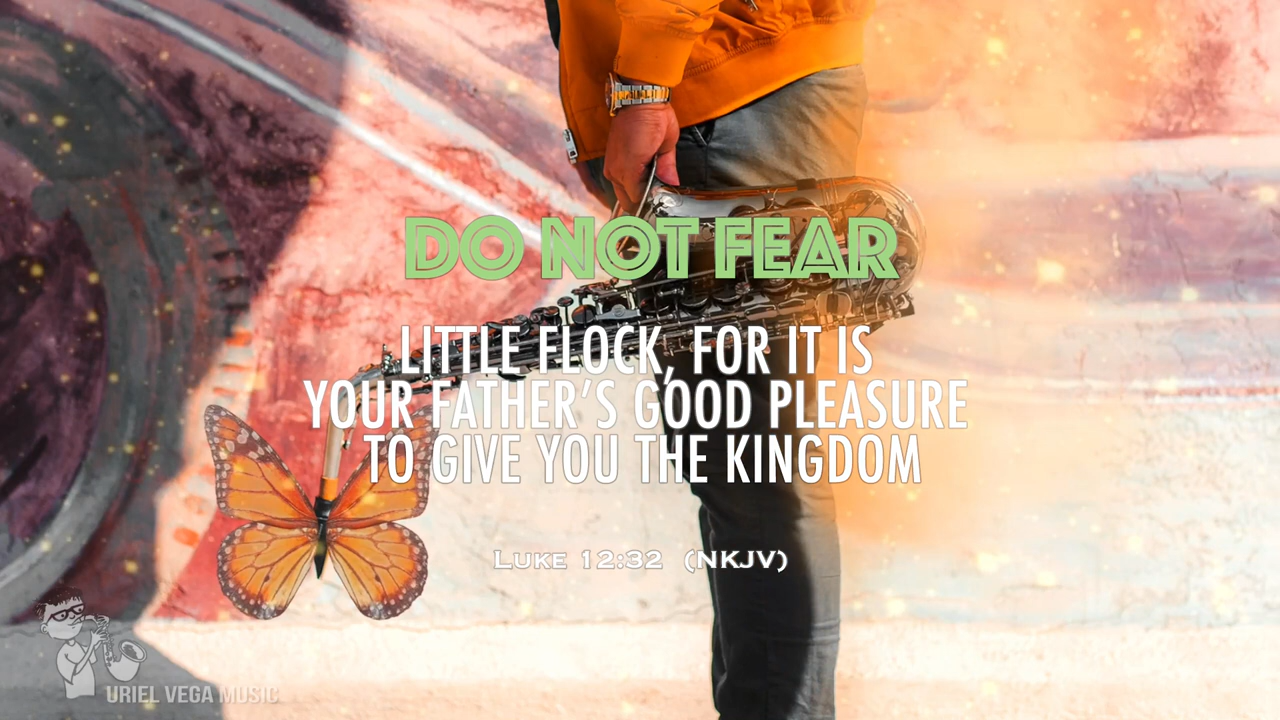 DO NOT FEAR
LITTLE FLOCK, FOR IT IS
YOUR FATHER'S GOOD PLEASURE
TO GIVE YOU THE KINGDOM
LUKE 12:32 (NKJV)
URIEL VEGA MUSIC